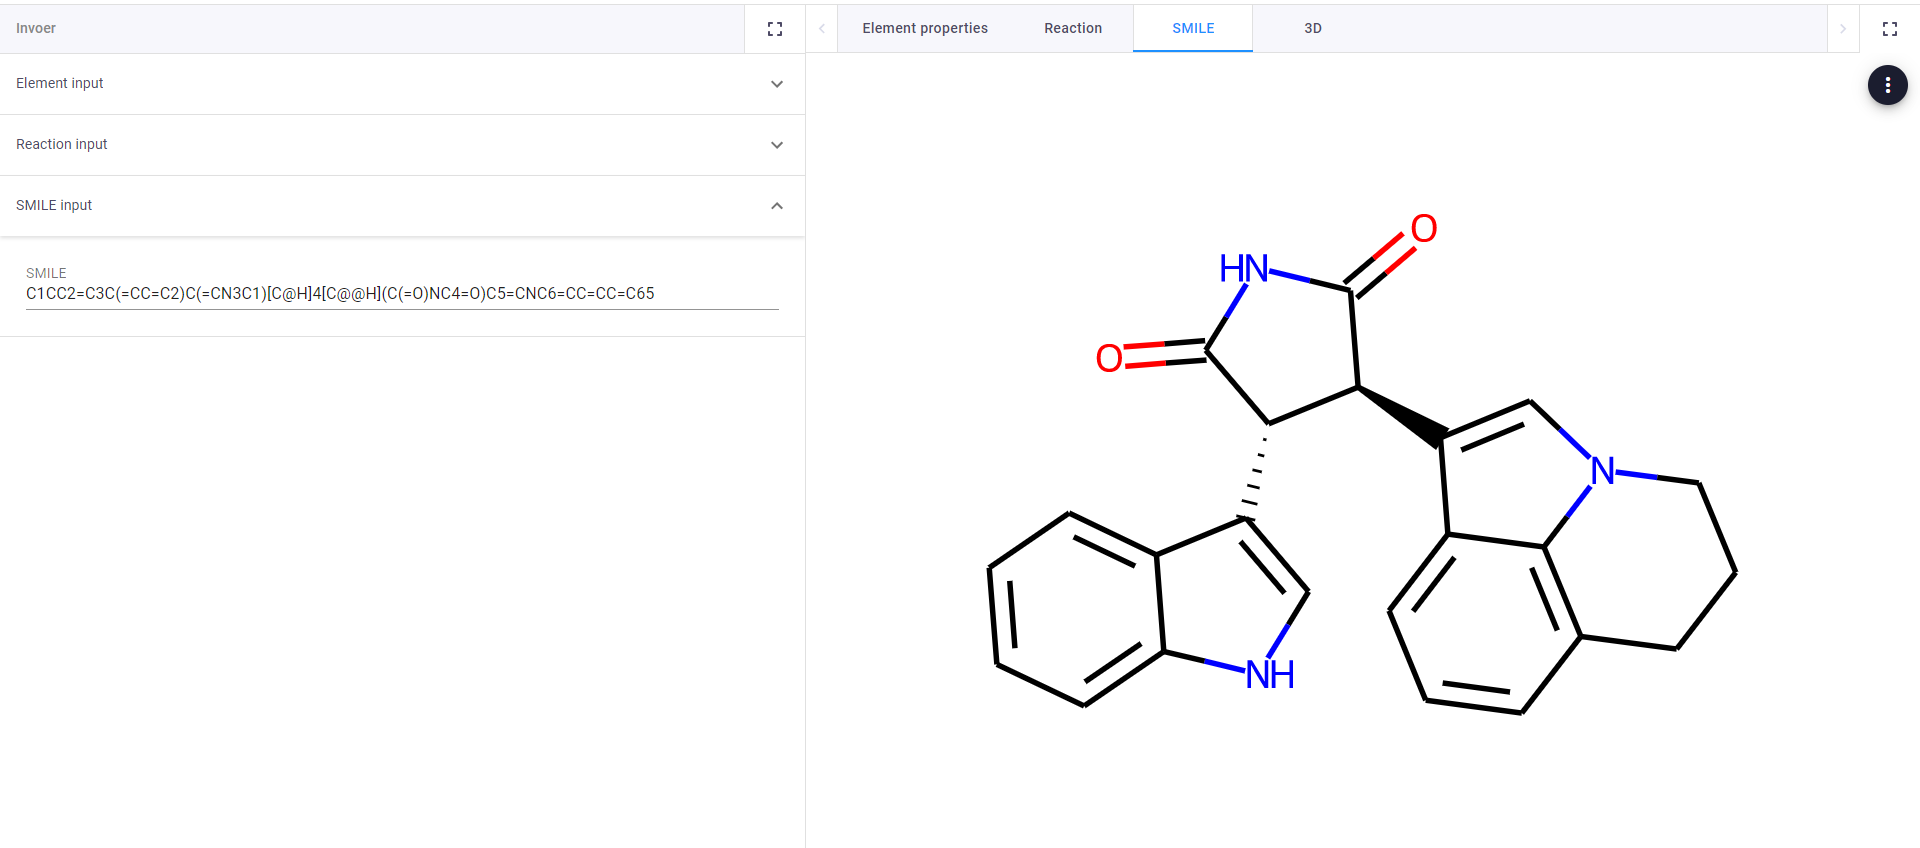 Invoer
Element input
Reaction input
SMILE input
SMILE
C1CC2=C3C(=CC=C2)C(=CN3C1)[C@H]4[C@@H](C(=O)NC4=O)C5=CNC6=CC=CC=C65
Element properties
Reaction
SMILE
3D
O
HN
O
N
NH